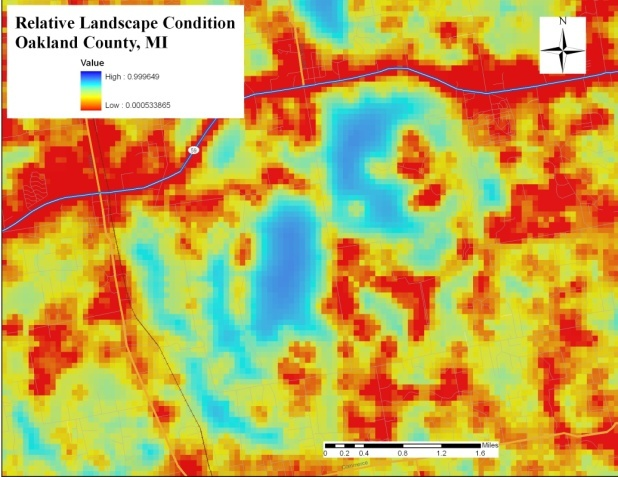 Relative Landscape Condition
Oakland County, MI
Value
High : 0.999649
Low : 0.000533865
N
Miles
0 0.2 0.4 0.8 1.2 1.6